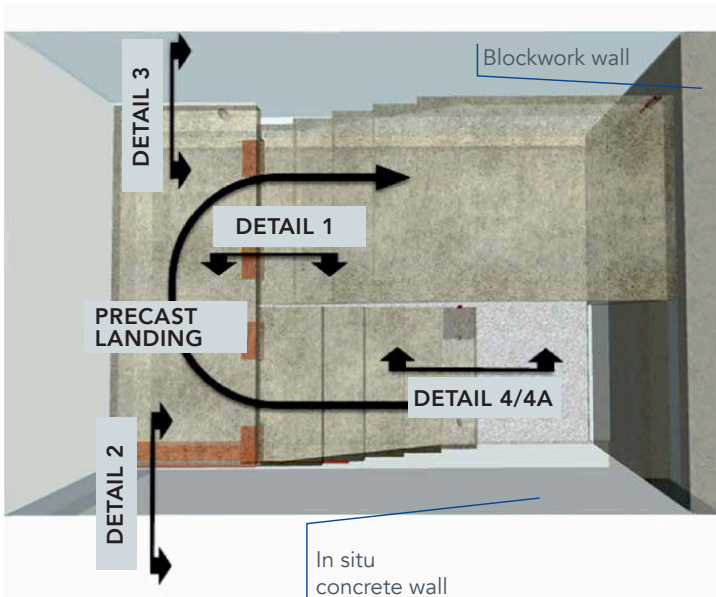 DETAIL 3
Blockwork wall
DETAIL 1
PRECAST
LANDING
DETAIL 4/4A
DETAIL 2
In situ
concrete wall